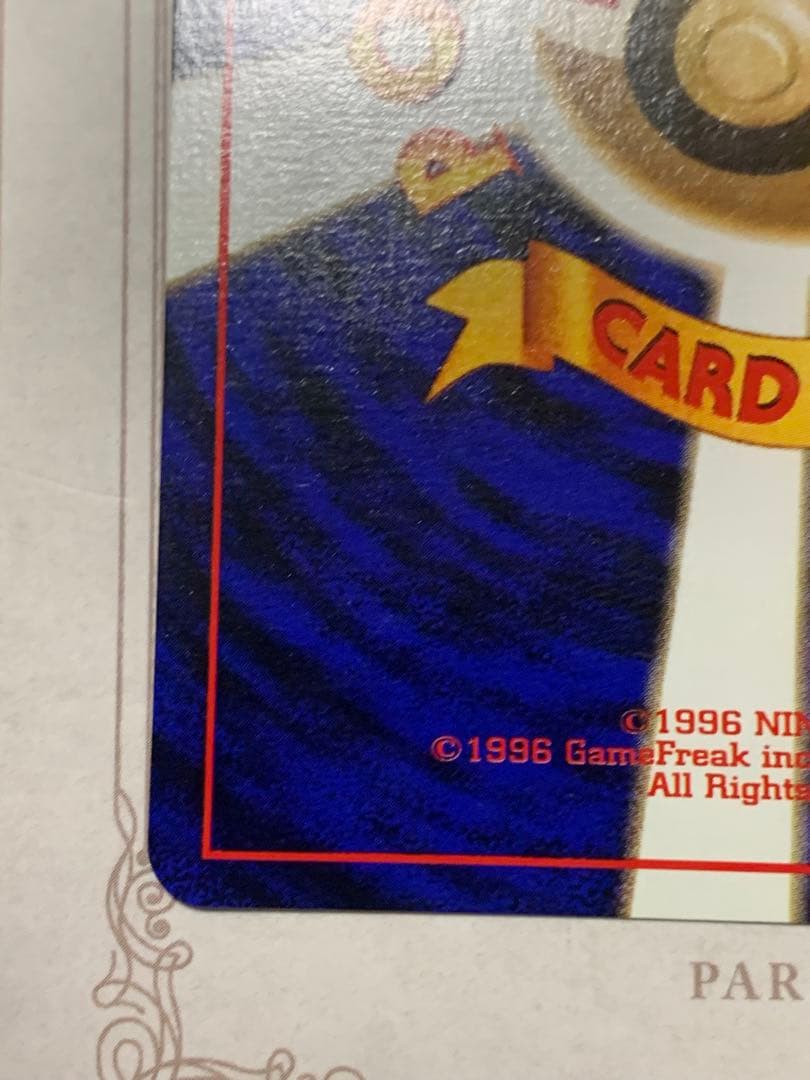 O
P
CARD
©1996 NIN
©1996 GameFreak inc
All Rights
PAR